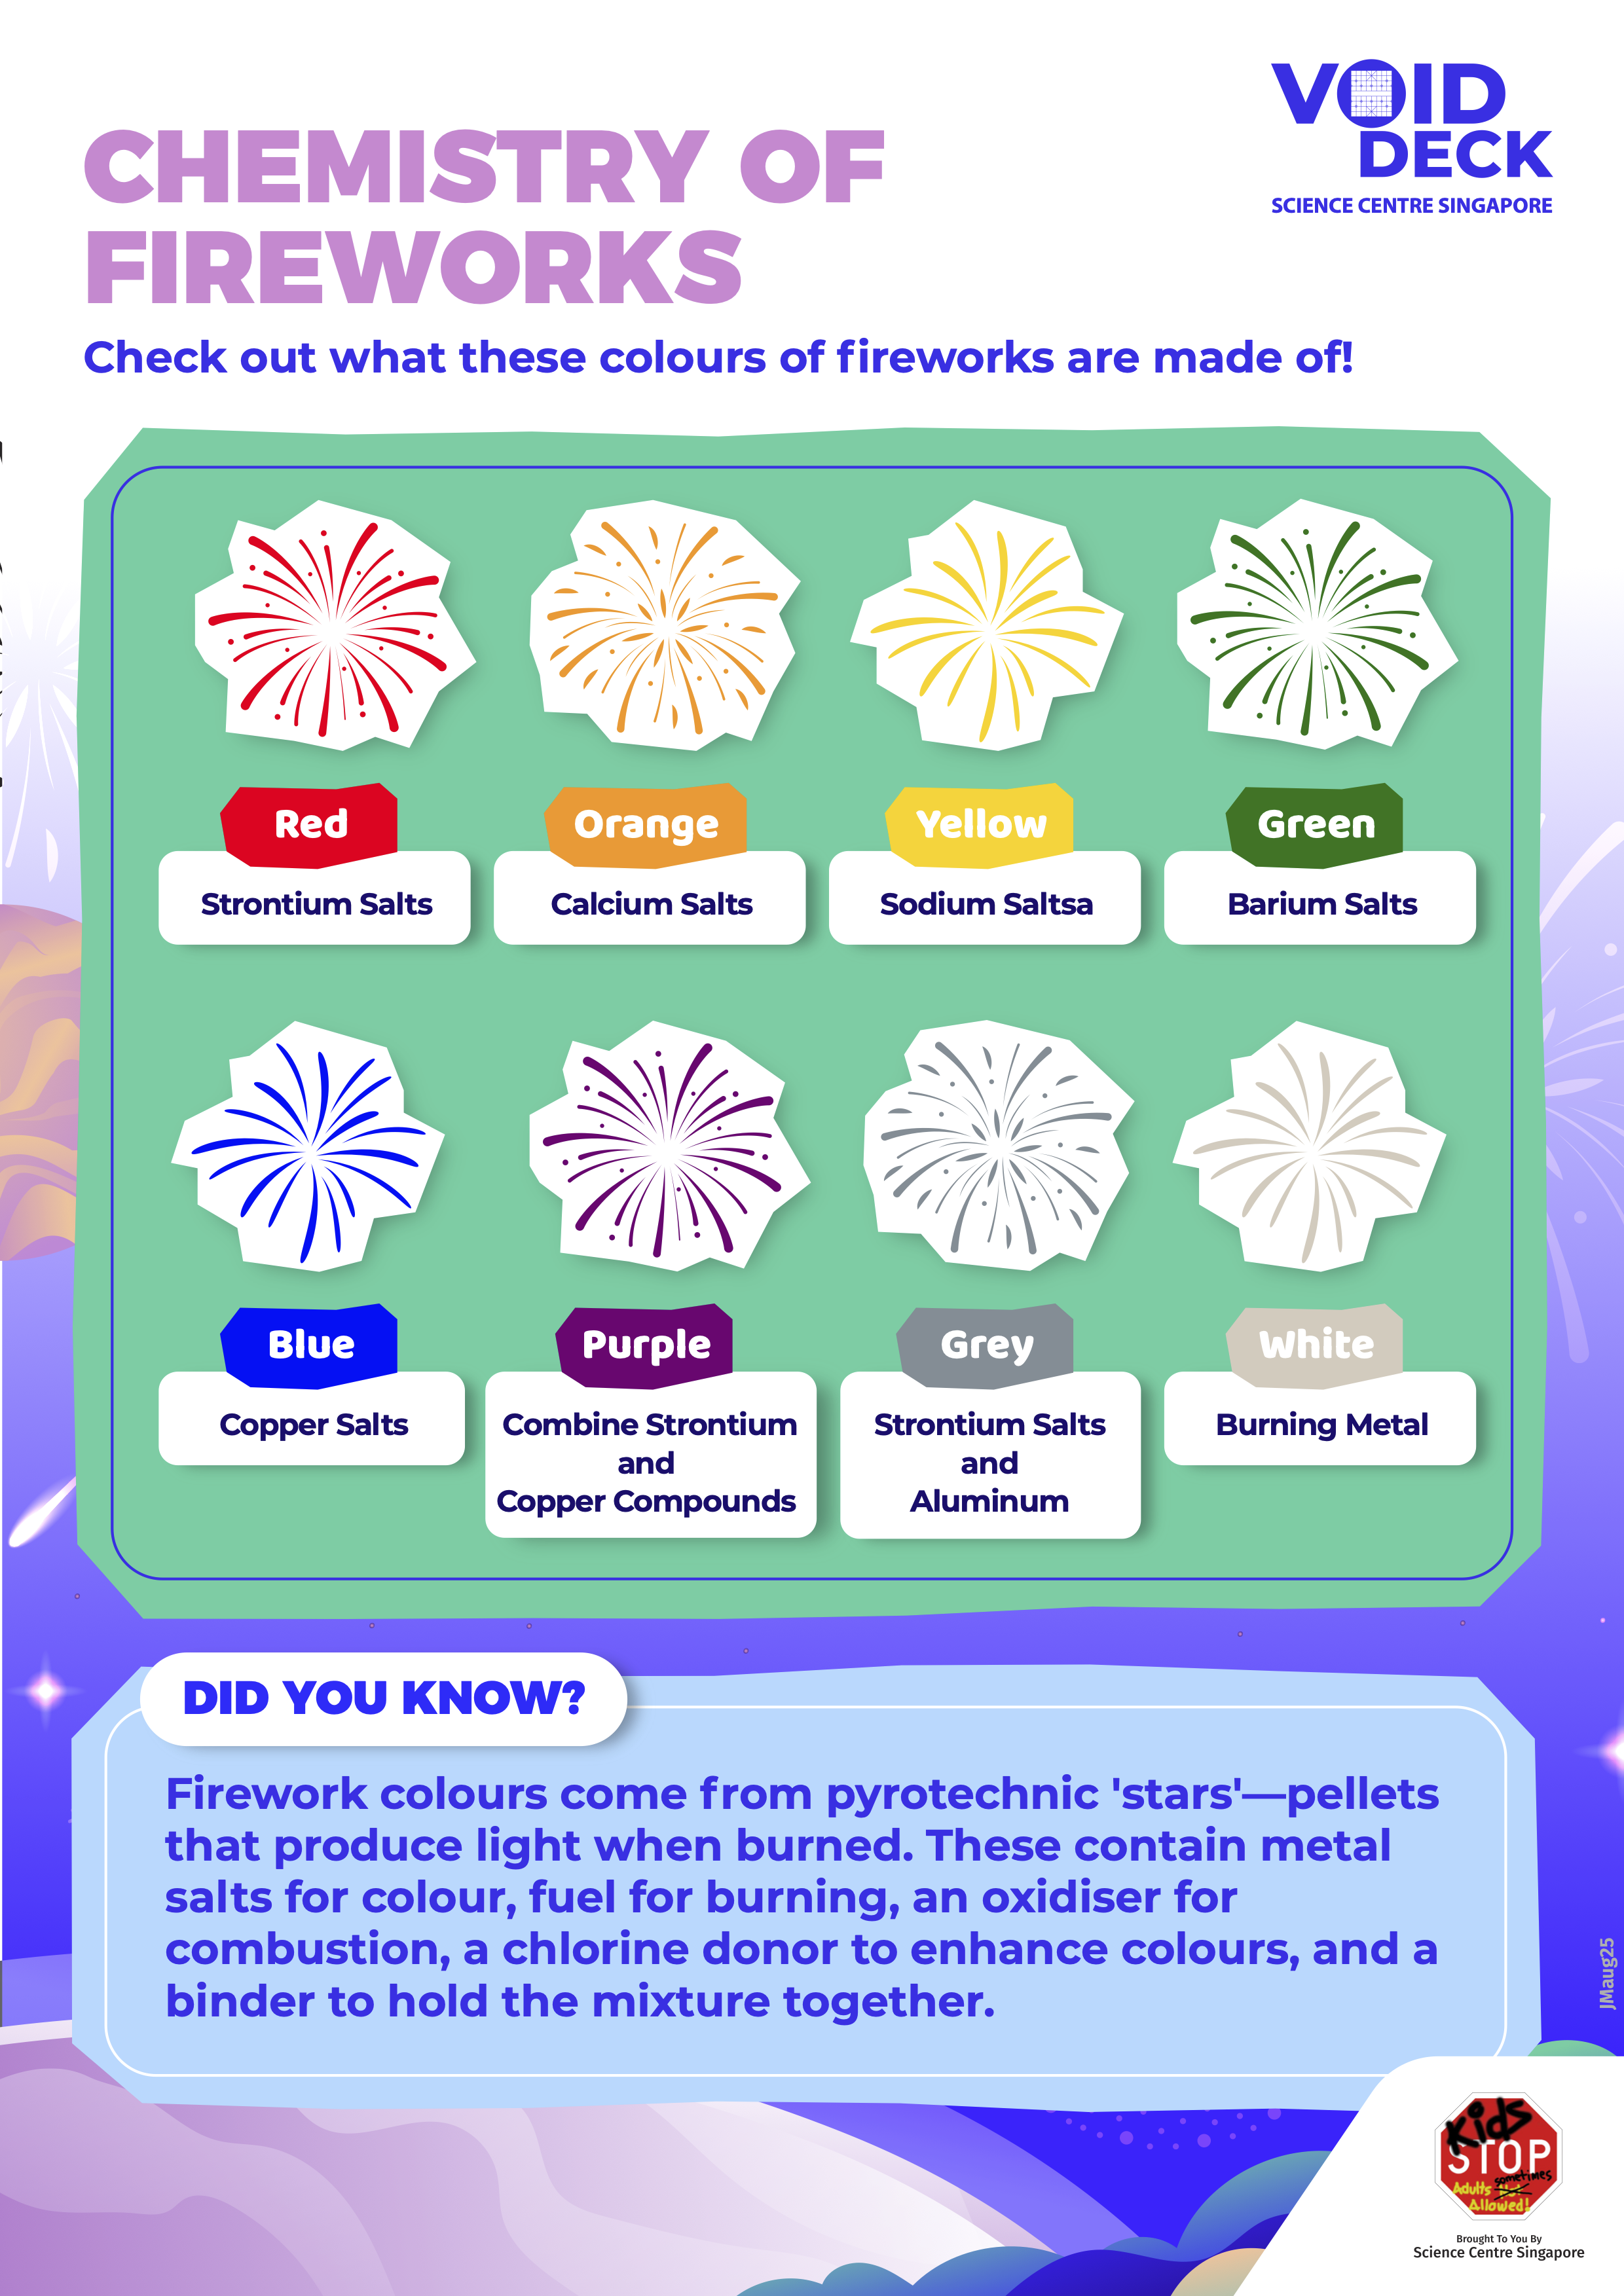 VOID
DECK
SCIENCE CENTRE SINGAPORE
CHEMISTRY OF
FIREWORKS
Check out what these colours of fireworks are made of!
Red
Strontium Salts
Orange
Calcium Salts
Yellow
Sodium Saltsa
Green
Barium Salts
Blue
Copper Salts
Purple
Combine Strontium
and
Copper Compounds
Grey
Strontium Salts
and
Aluminum
White
Burning Metal
DID YOU KNOW?
Firework colours come from pyrotechnic 'stars'—pellets
that produce light when burned. These contain metal
salts for colour, fuel for burning, an oxidiser for
combustion, a chlorine donor to enhance colours, and a
binder to hold the mixture together.
JMaug25
Kids
STOP
sometimes
Adults Not
Allowed!
Brought To You By
Science Centre Singapore